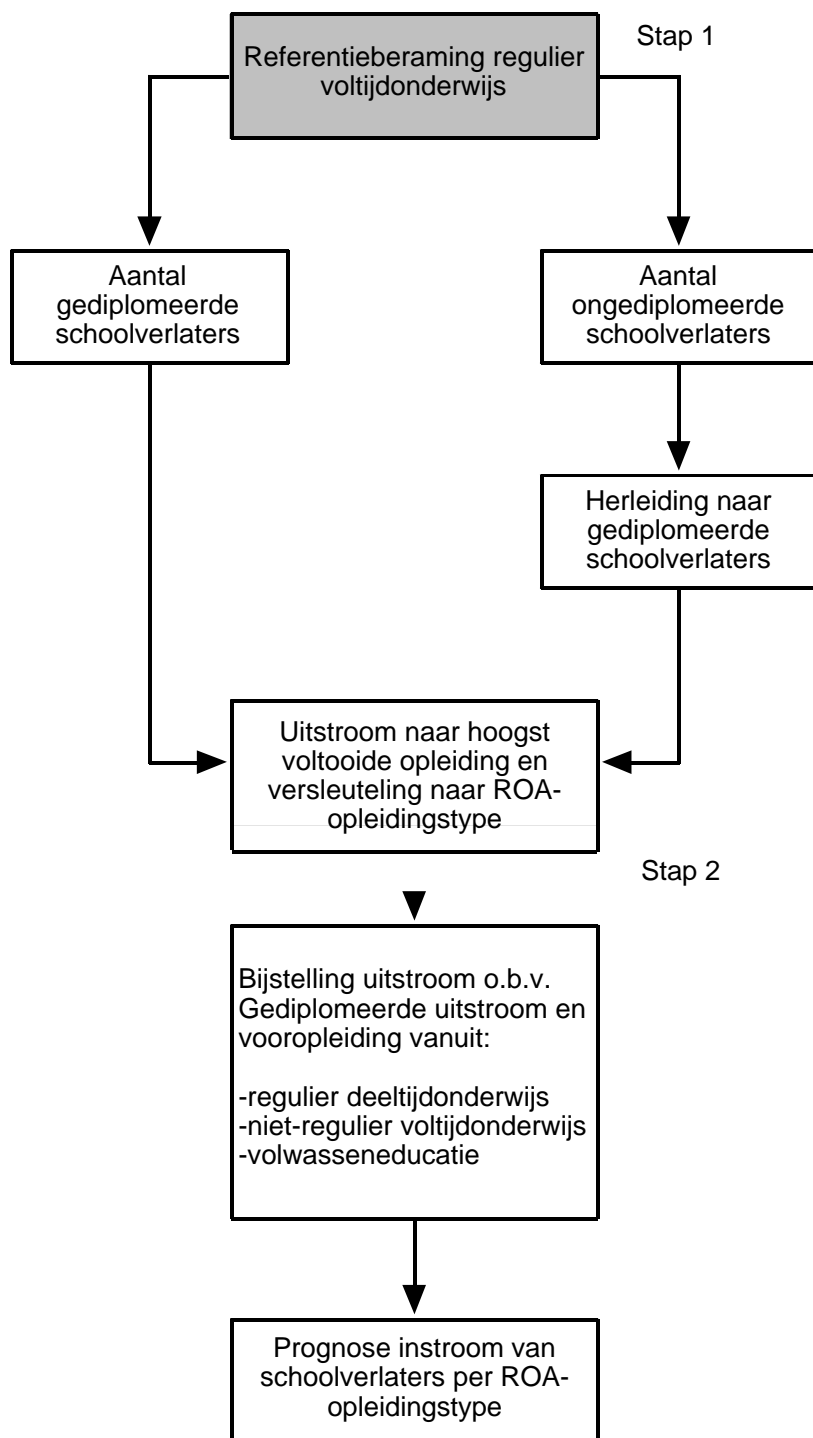 Referentieberaming regulier
voltijdonderwijs
Stap 1
Aantal
gediplomeerde
schoolverlaters
Aantal
ongediplomeerde
schoolverlaters
Herleiding naar
gediplomeerde
schoolverlaters
Uitstroom naar hoogst
voltooide opleiding en
versleuteling naar ROA-
opleidingstype
Stap 2
Bijstelling uitstroom o.b.v.
Gediplomeerde uitstroom en
vooropleiding vanuit:
-regulier deeltijdonderwijs
-niet-regulier voltijdonderwijs
-volwasseneducatie
Prognose instroom van
schoolverlaters per ROA-
opleidingstype